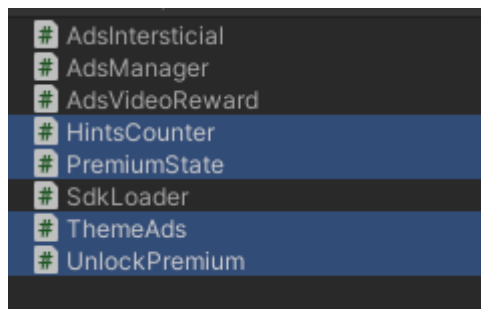 # AdsIntersticial
# AdsManager
# AdsVideoReward
# HintsCounter
# PremiumState
# SdkLoader
# ThemeAds
# UnlockPremium